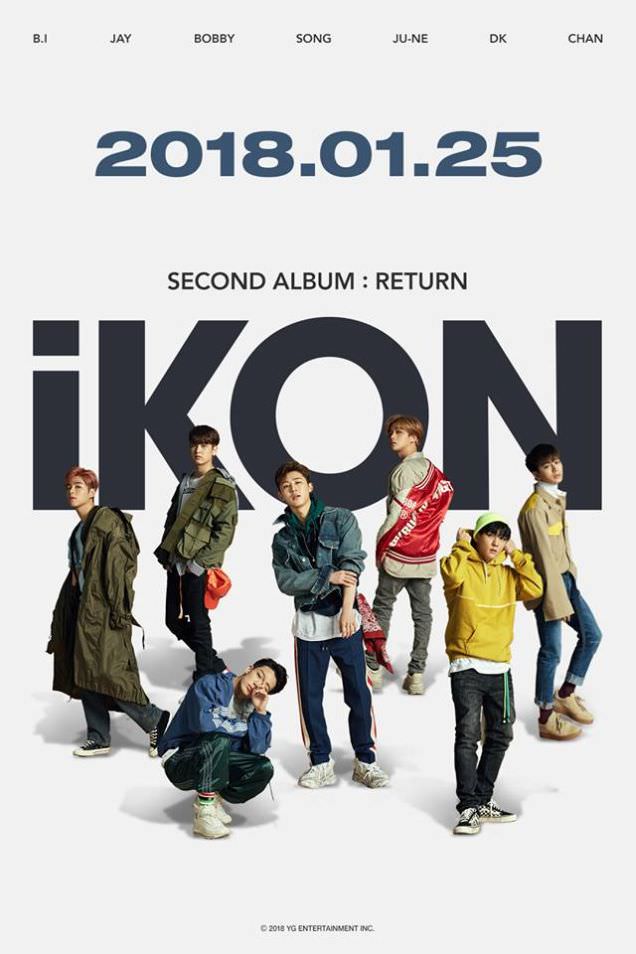 B.I JAY BOBBY SONG JU-NE DK CHAN
2018.01.25
SECOND ALBUM : RETURN
iKON
© 2018 YG ENTERTAINMENT INC.